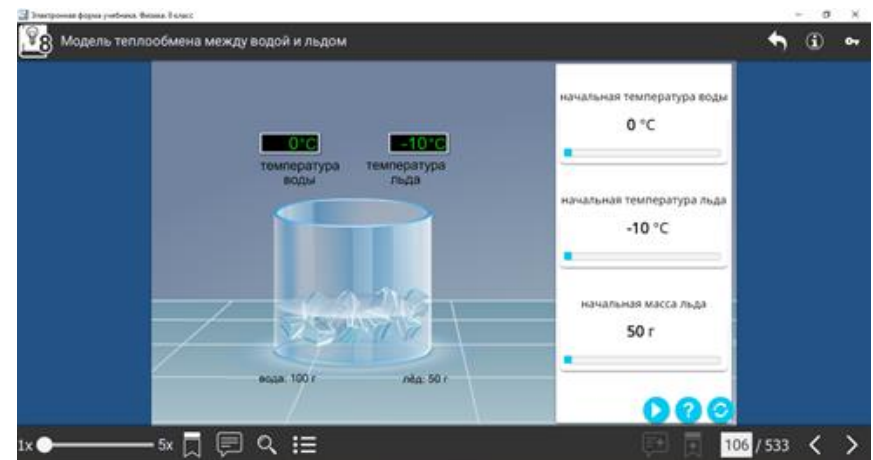 Электронная форма учебника. Физика. 8 класс
8 Модель теплообмена между водой и льдом
0°C
-10°C
температура воды
температура льда
вода: 100 г
лёд: 50 г
начальная температура воды
0 °C
начальная температура льда
-10 °C
начальная масса льда
50 г
?
1x
5x
106 / 533